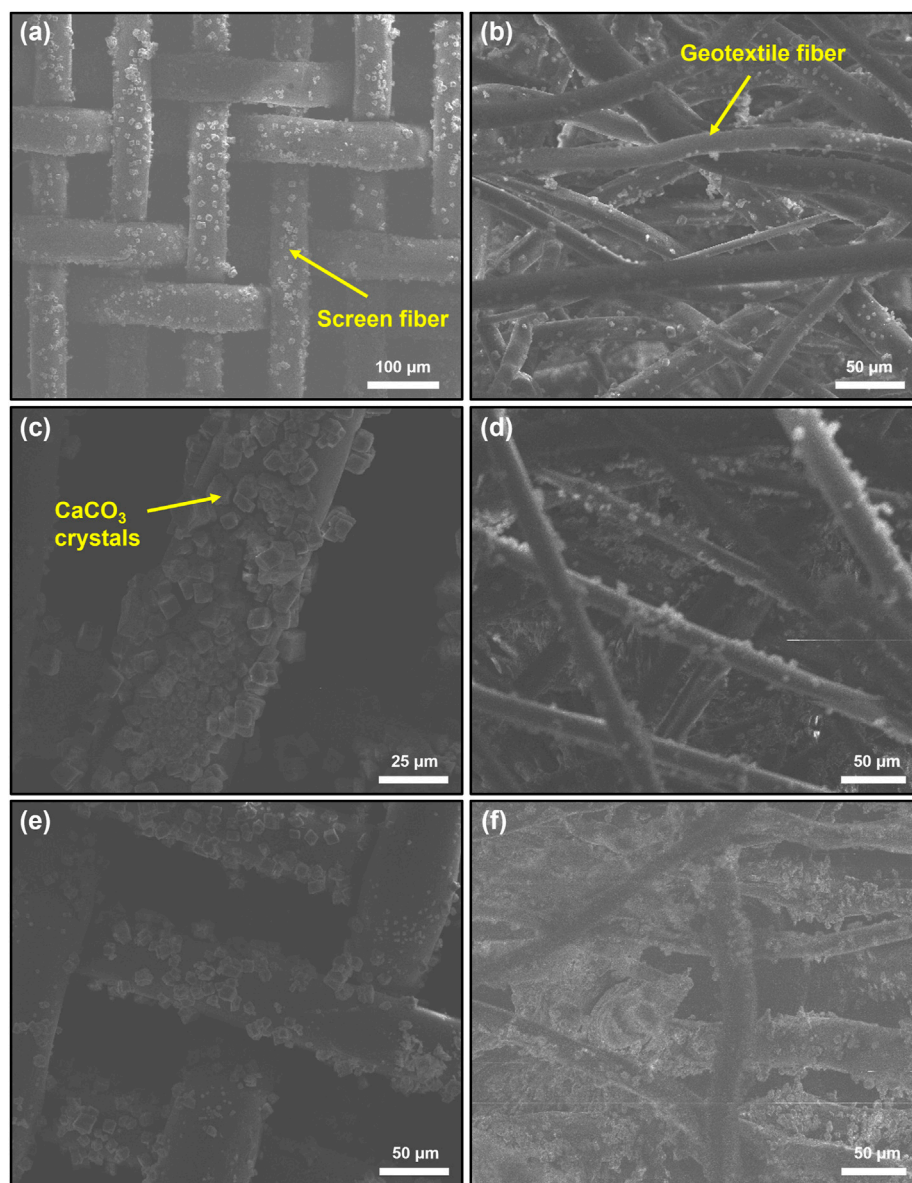 (a)
Screen fiber
100 µm
(b)
Geotextile fiber
50 µm
(c)
CaCO₃
crystals
25 µm
(d)
50 µm
(e)
50 µm
(f)
50 µm